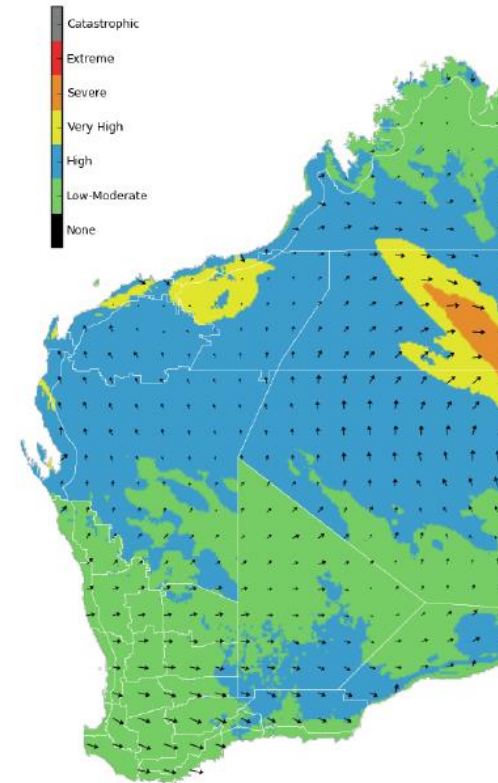 Catastrophic
Extreme
Severe
Very High
High
Low-Moderate
None